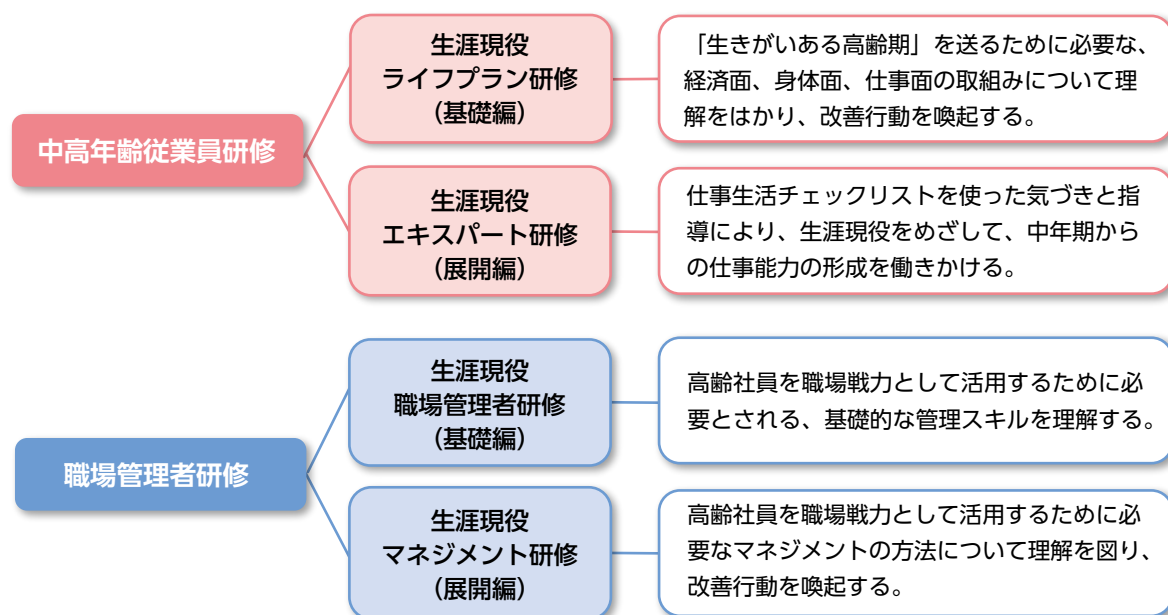 中高年齢従業員研修
生涯現役
ライフプラン研修
(基礎編)
「生きがいある高齢期」を送るために必要な、
経済面、身体面、仕事面の取組みについて理
解をはかり、改善行動を喚起する。
生涯現役
エキスパート研修
(展開編)
仕事生活チェックリストを使った気づきと指
導により、生涯現役をめざして、中年期から
の仕事能力の形成を働きかける。
職場管理者研修
生涯現役
職場管理者研修
(基礎編)
高齢社員を職場戦力として活用するために必
要とされる、基礎的な管理スキルを理解する。
生涯現役
マネジメント研修
(展開編)
高齢社員を職場戦力として活用するために必
要なマネジメントの方法について理解を図り、
改善行動を喚起する。